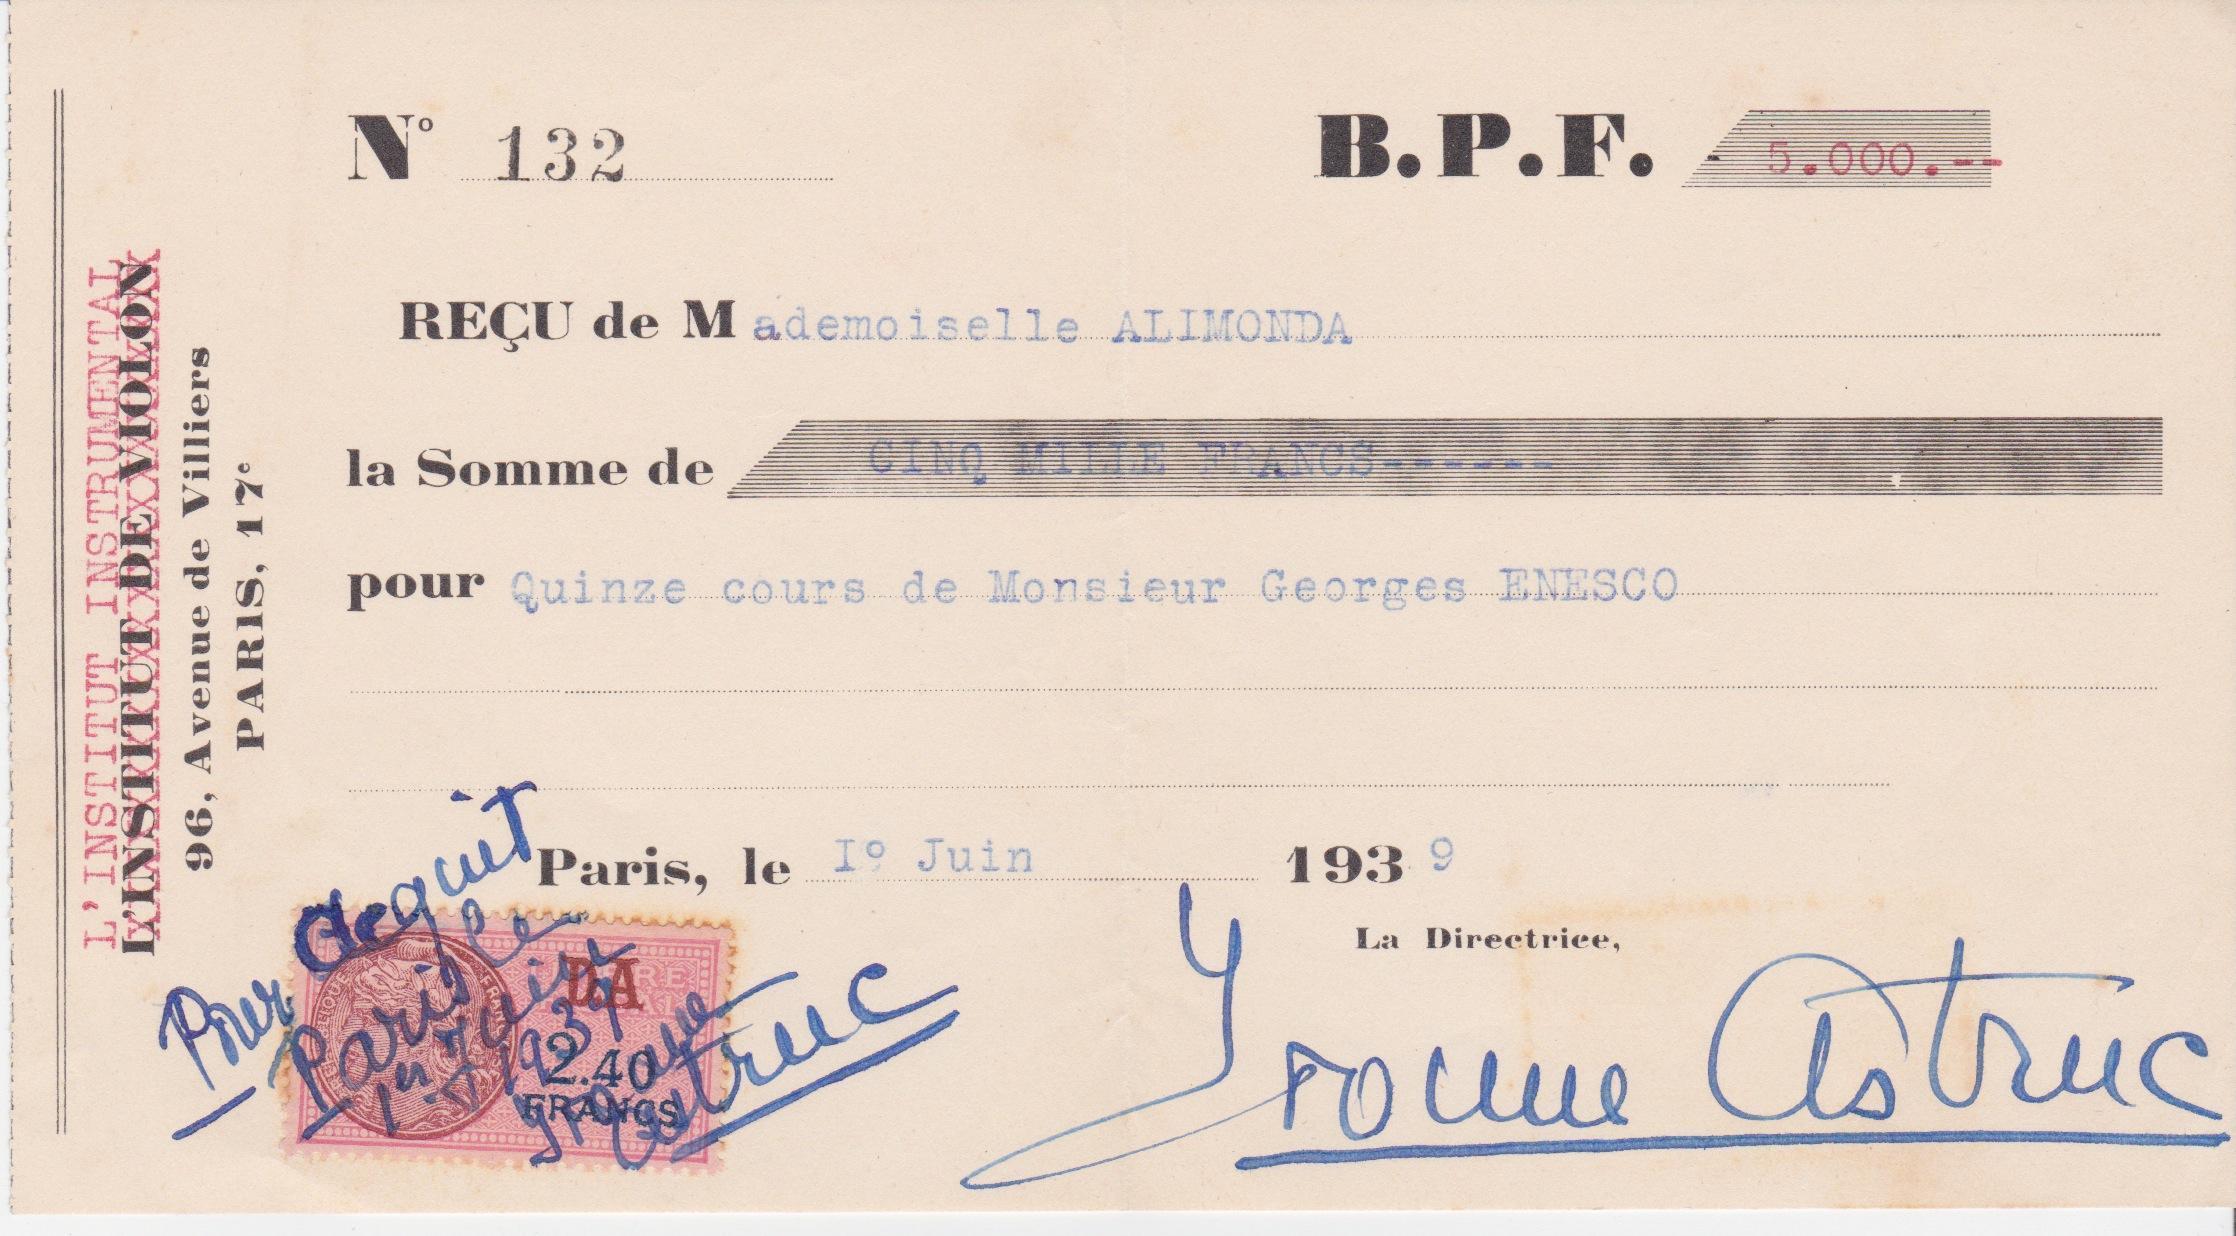 L'INSTITUT INSTRUMENTAL
L'INSTITUT DE VIOLON
96, Avenue de Villiers
PARIS, 17e
N° 132
B.P.F. 5.000.--
REÇU de Mademoiselle ALIMONDA
la Somme de CINQ MILLE FRANCS-------
pour Quinze cours de Monsieur Georges ENESCO
Paris, le I° Juin 1939
La Directrice,
Yvonne Astruc
Pour Acquit
Paris le
1er Juin
1939
Yvonne
Astruc
D.A
2.40
FRANCS